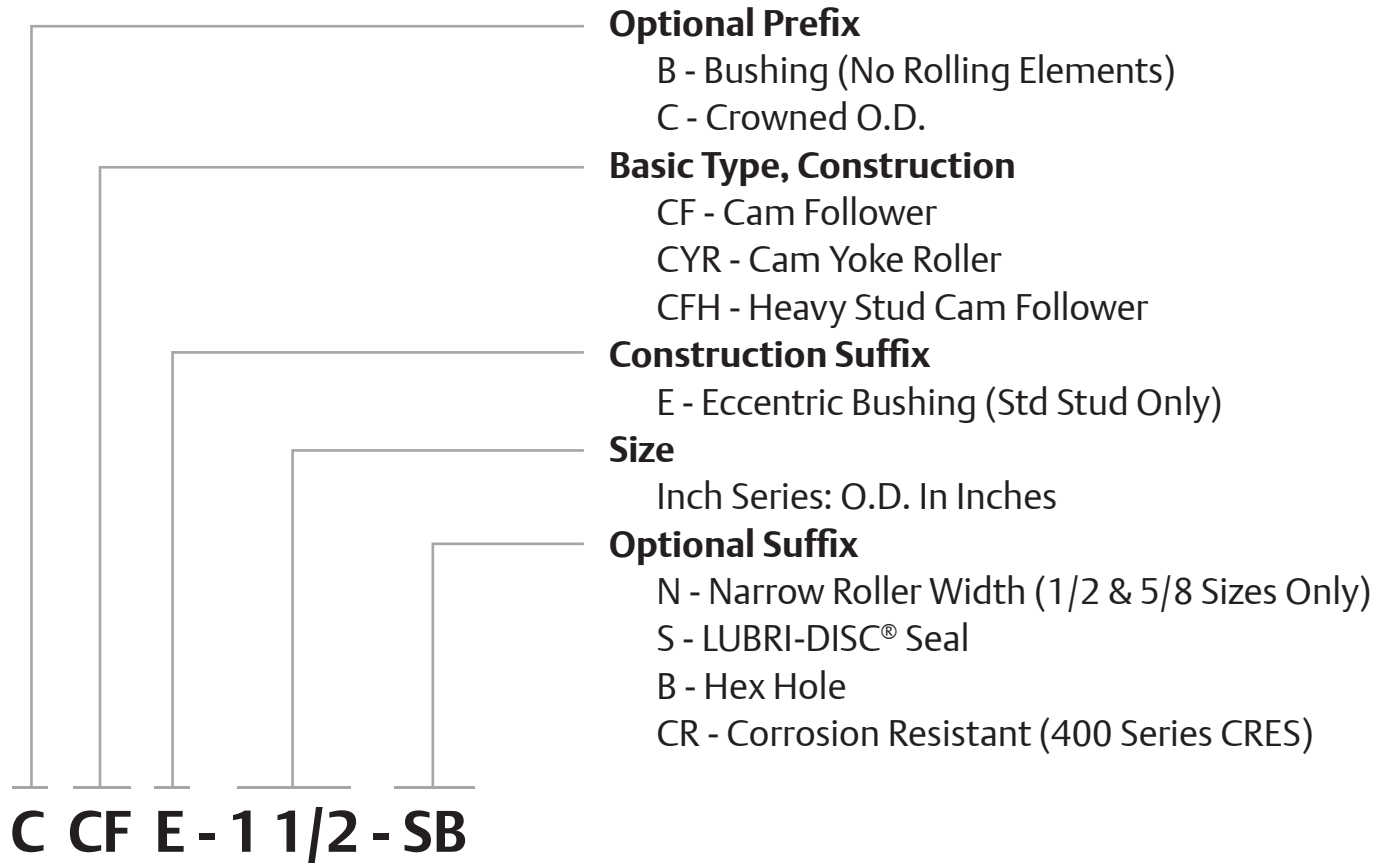 Optional Prefix
B - Bushing (No Rolling Elements)
C - Crowned O.D.
Basic Type, Construction
CF - Cam Follower
CYR - Cam Yoke Roller
CFH - Heavy Stud Cam Follower
Construction Suffix
E - Eccentric Bushing (Std Stud Only)
Size
Inch Series: O.D. In Inches
Optional Suffix
N - Narrow Roller Width (1/2 & 5/8 Sizes Only)
S - LUBRI-DISC® Seal
B - Hex Hole
CR - Corrosion Resistant (400 Series CRES)
C CF E - 1 1/2 - SB